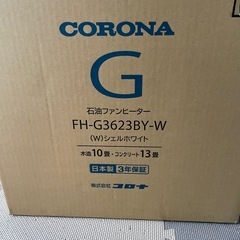 CORONA
G
石油ファンヒーター
FH-G3623BY-W
(W)シェルホワイト
木造10畳・コンクリート13畳
日本製 3年保証
株式会社コロナ